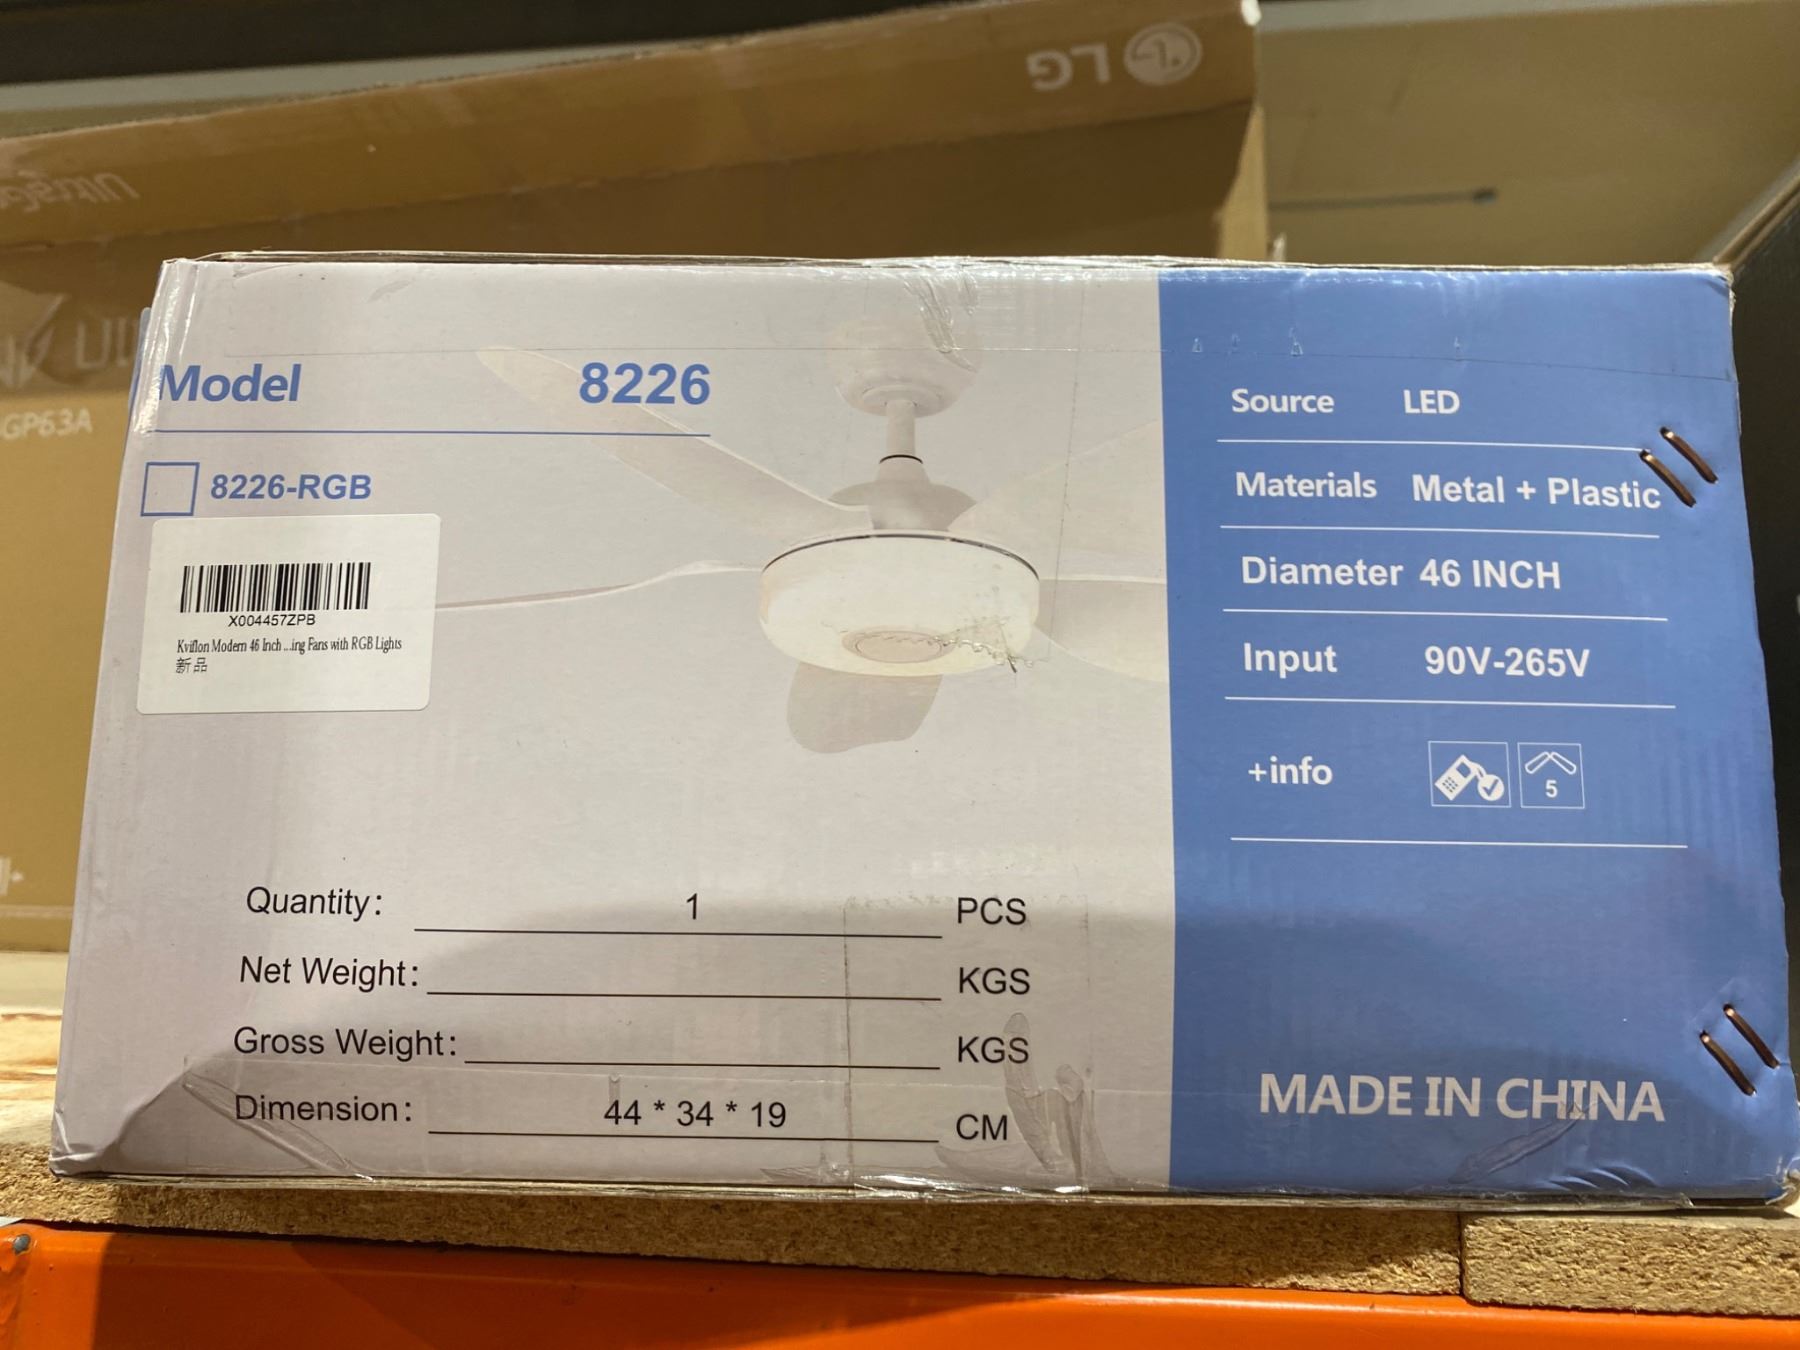 LG
GP63A
Model 8226
8226-RGB
X004457ZPB
Kviflon Modern 46 Inch ...ing Fans with RGB Lights
新品
Source LED
Materials Metal + Plastic
Diameter 46 INCH
Input 90V-265V
+info
5
Quantity: 1 PCS
Net Weight: KGS
Gross Weight: KGS
Dimension: 44 * 34 * 19 CM
MADE IN CHINA